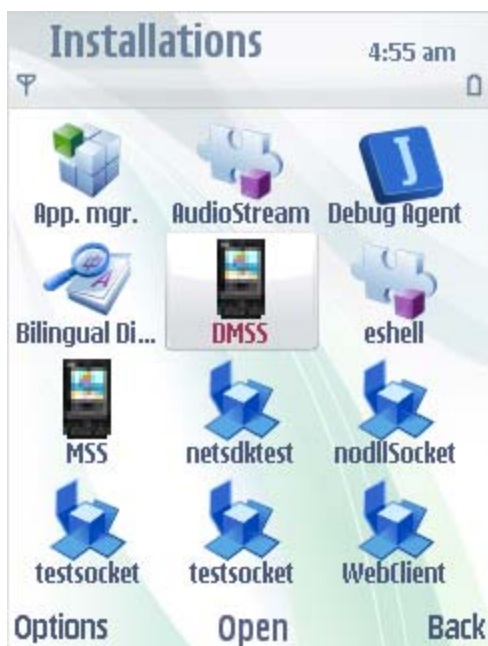 Installations
4:55 am
App. mgr.
AudioStream
Debug Agent
Bilingual Di...
DMSS
eshell
MSS
netsdktest
nodllSocket
testsocket
testsocket
WebClient
Options
Open
Back